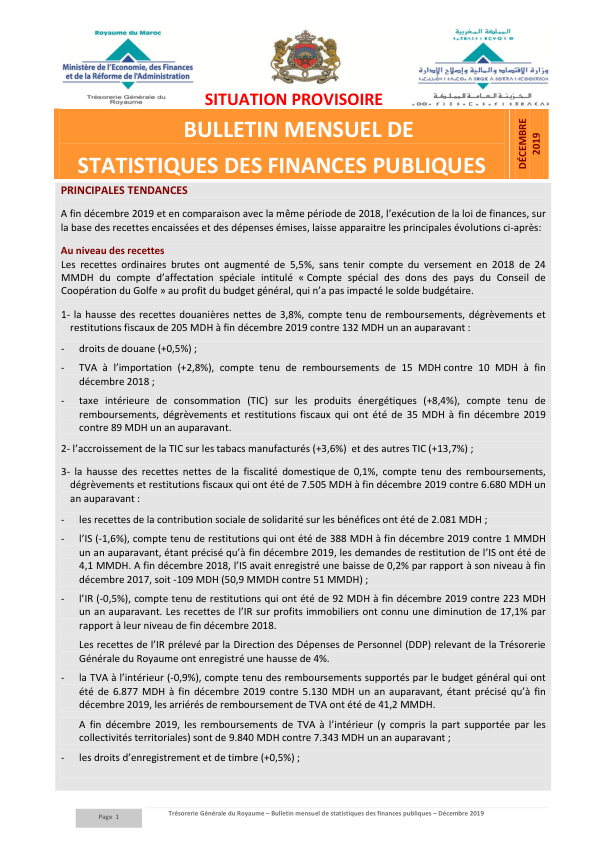 Royaume du Maroc
Ministère de l'Economie, des Finances
et de la Réforme de l'Administration
Trésorerie Générale du
Royaume
المملكة المغربية
وزارة الاقتصاد والمالية وإصلاح الإدارة
الخزينة العامة للمملكة
SITUATION PROVISOIRE
BULLETIN MENSUEL DE
STATISTIQUES DES FINANCES PUBLIQUES
DÉCEMBRE
2019
PRINCIPALES TENDANCES
A fin décembre 2019 et en comparaison avec la même période de 2018, l'exécution de la loi de finances, sur
la base des recettes encaissées et des dépenses émises, laisse apparaitre les principales évolutions ci-après:
Au niveau des recettes
Les recettes ordinaires brutes ont augmenté de 5,5%, sans tenir compte du versement en 2018 de 24
MMDH du compte d'affectation spéciale intitulé « Compte spécial des dons des pays du Conseil de
Coopération du Golfe » au profit du budget général, qui n'a pas impacté le solde budgétaire.
1- la hausse des recettes douanières nettes de 3,8%, compte tenu de remboursements, dégrèvements et
restitutions fiscaux de 205 MDH à fin décembre 2019 contre 132 MDH un an auparavant :
- droits de douane (+0,5%) ;
- TVA à l'importation (+2,8%), compte tenu de remboursements de 15 MDH contre 10 MDH à fin
décembre 2018 ;
- taxe intérieure de consommation (TIC) sur les produits énergétiques (+8,4%), compte tenu de
remboursements, dégrèvements et restitutions fiscaux qui ont été de 35 MDH à fin décembre 2019
contre 89 MDH un an auparavant.
2- l'accroissement de la TIC sur les tabacs manufacturés (+3,6%) et des autres TIC (+13,7%) ;
3- la hausse des recettes nettes de la fiscalité domestique de 0,1%, compte tenu des remboursements,
dégrèvements et restitutions fiscaux qui ont été de 7.505 MDH à fin décembre 2019 contre 6.680 MDH un
an auparavant :
- les recettes de la contribution sociale de solidarité sur les bénéfices ont été de 2.081 MDH ;
- l'IS (-1,6%), compte tenu de restitutions qui ont été de 388 MDH à fin décembre 2019 contre 1 MMDH
un an auparavant, étant précisé qu'à fin décembre 2019, les demandes de restitution de l'IS ont été de
4,1 MMDH. A fin décembre 2018, l'IS avait enregistré une baisse de 0,2% par rapport à son niveau à fin
décembre 2017, soit -109 MDH (50,9 MMDH contre 51 MMDH) ;
- l'IR (-0,5%), compte tenu de restitutions qui ont été de 92 MDH à fin décembre 2019 contre 223 MDH
un an auparavant. Les recettes de l'IR sur profits immobiliers ont connu une diminution de 17,1% par
rapport à leur niveau de fin décembre 2018.
Les recettes de l'IR prélevé par la Direction des Dépenses de Personnel (DDP) relevant de la Trésorerie
Générale du Royaume ont enregistré une hausse de 4%.
- la TVA à l'intérieur (-0,9%), compte tenu des remboursements supportés par le budget général qui ont
été de 6.877 MDH à fin décembre 2019 contre 5.130 MDH un an auparavant, étant précisé qu'à fin
décembre 2019, les arriérés de remboursement de TVA ont été de 41,2 MMDH.
A fin décembre 2019, les remboursements de TVA à l'intérieur (y compris la part supportée par les
collectivités territoriales) sont de 9.840 MDH contre 7.343 MDH un an auparavant ;
- les droits d'enregistrement et de timbre (+0,5%) ;
Page 1
Trésorerie Générale du Royaume – Bulletin mensuel de statistiques des finances publiques – Décembre 2019